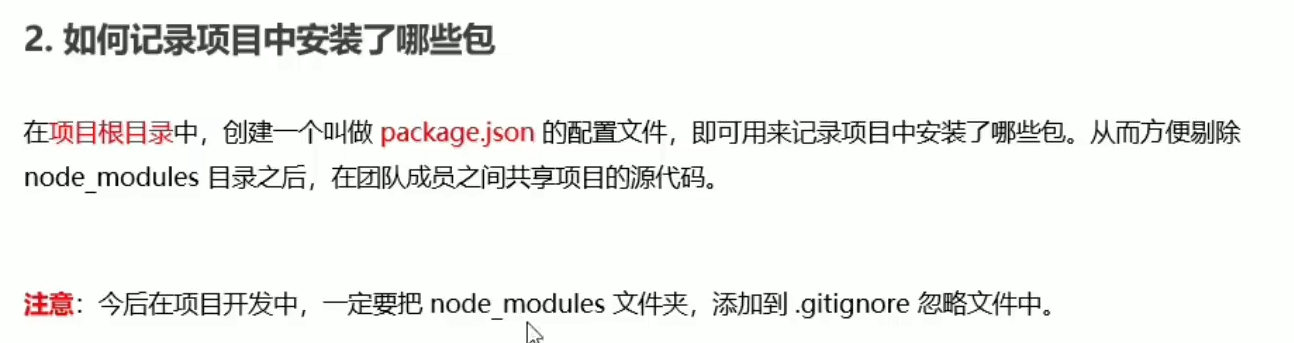 2. 如何记录项目中安装了哪些包
在项目根目录中，创建一个叫做 package.json 的配置文件，即可用来记录项目中安装了哪些包。从而方便剔除
node_modules 目录之后，在团队成员之间共享项目的源代码。
注意：今后在项目开发中，一定要把 node_modules 文件夹，添加到 .gitignore 忽略文件中。